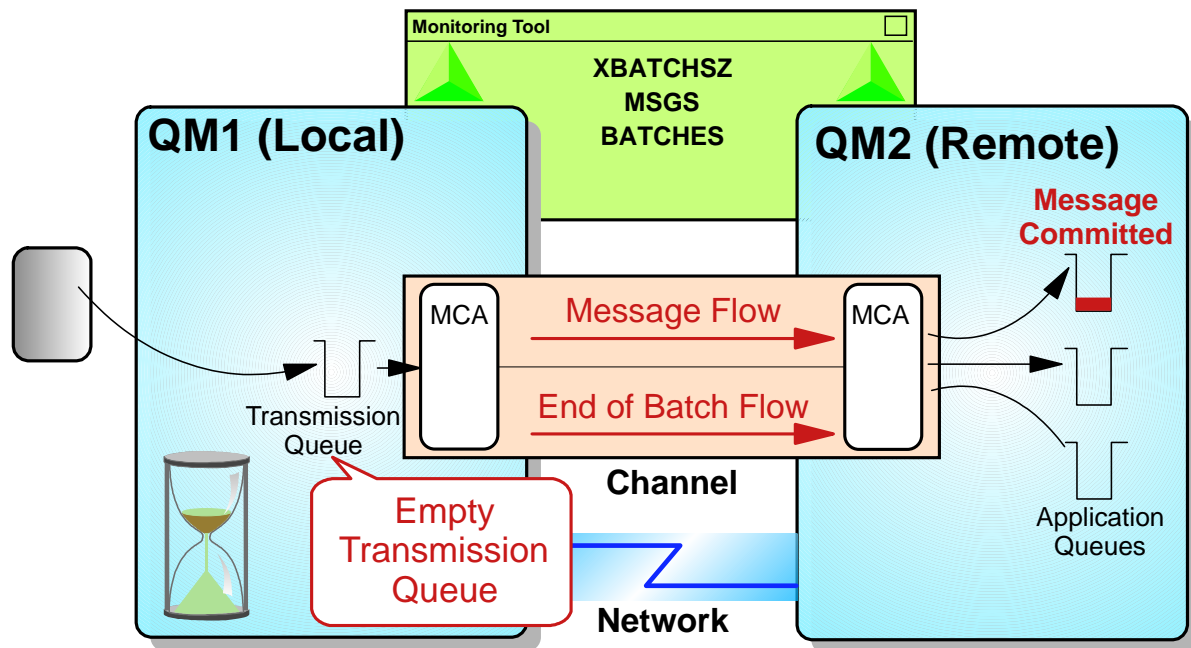 Monitoring Tool
XBATCHSZ
MSGS
BATCHES
QM1 (Local)
QM2 (Remote)
Message
Committed
MCA
Message Flow
MCA
End of Batch Flow
Transmission
Queue
Channel
Empty
Transmission
Queue
Application
Queues
Network